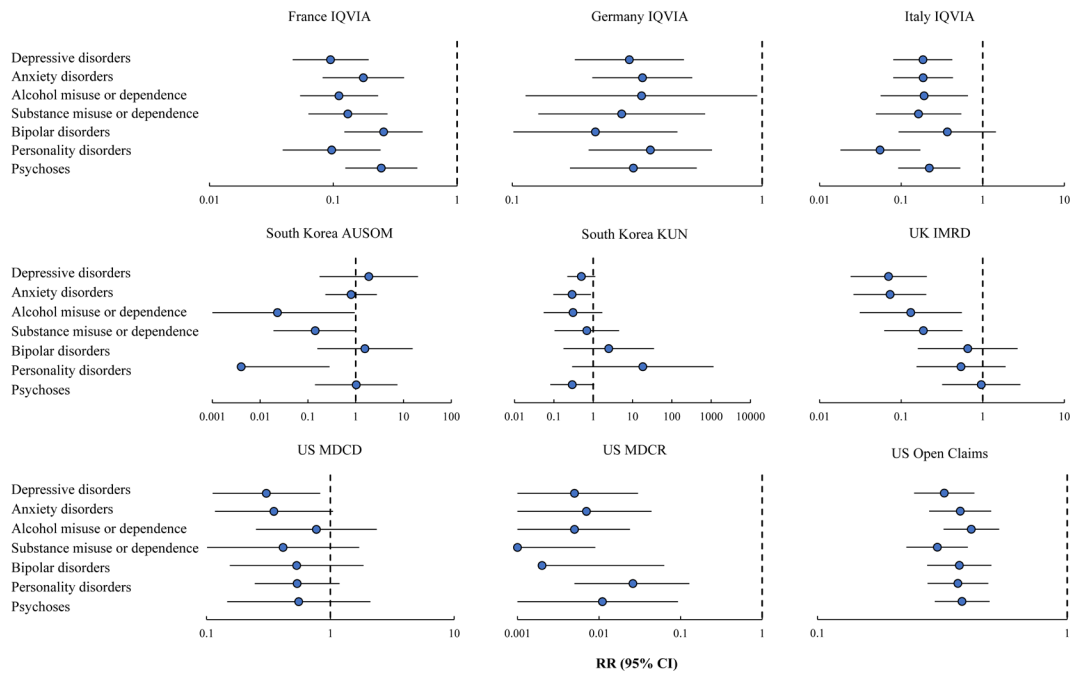 France IQVIA Germany IQVIA Italy IQVIA
Depressive disorders
Anxiety disorders
Alcohol misuse or dependence
Substance misuse or dependence
Bipolar disorders
Personality disorders
Psychoses
0.01 0.1 1 0.1 1 0.01 0.1 1 10
South Korea AUSOM South Korea KUN UK IMRD
Depressive disorders
Anxiety disorders
Alcohol misuse or dependence
Substance misuse or dependence
Bipolar disorders
Personality disorders
Psychoses
0.001 0.01 0.1 1 10 100 0.01 0.1 1 10 100 1000 10000 0.01 0.1 1 10
US MDCD US MDCR US Open Claims
Depressive disorders
Anxiety disorders
Alcohol misuse or dependence
Substance misuse or dependence
Bipolar disorders
Personality disorders
Psychoses
0.1 1 10 0.001 0.01 0.1 1 0.1 1
RR (95% CI)